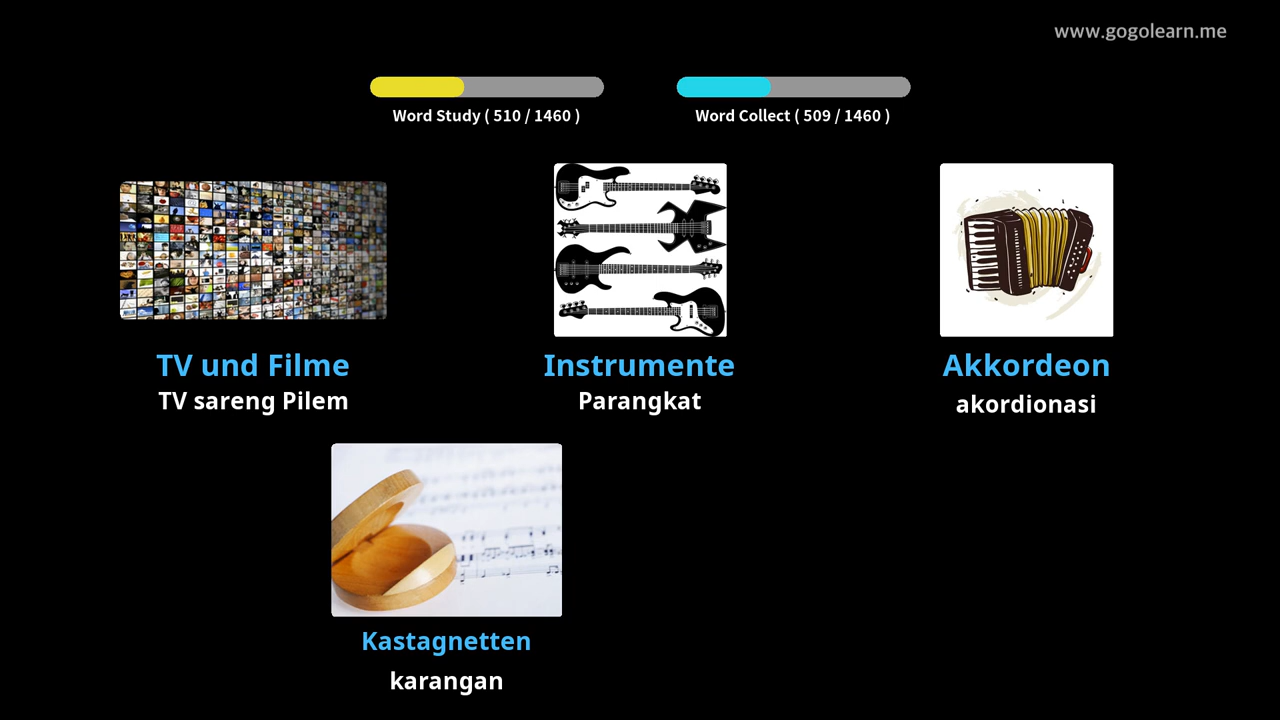 www.gogolearn.me
Word Study ( 510 / 1460 )
Word Collect ( 509 / 1460 )
TV und Filme
TV sareng Pilem
Instrumente
Parangkat
Akkordeon
akordionasi
Kastagnetten
karangan